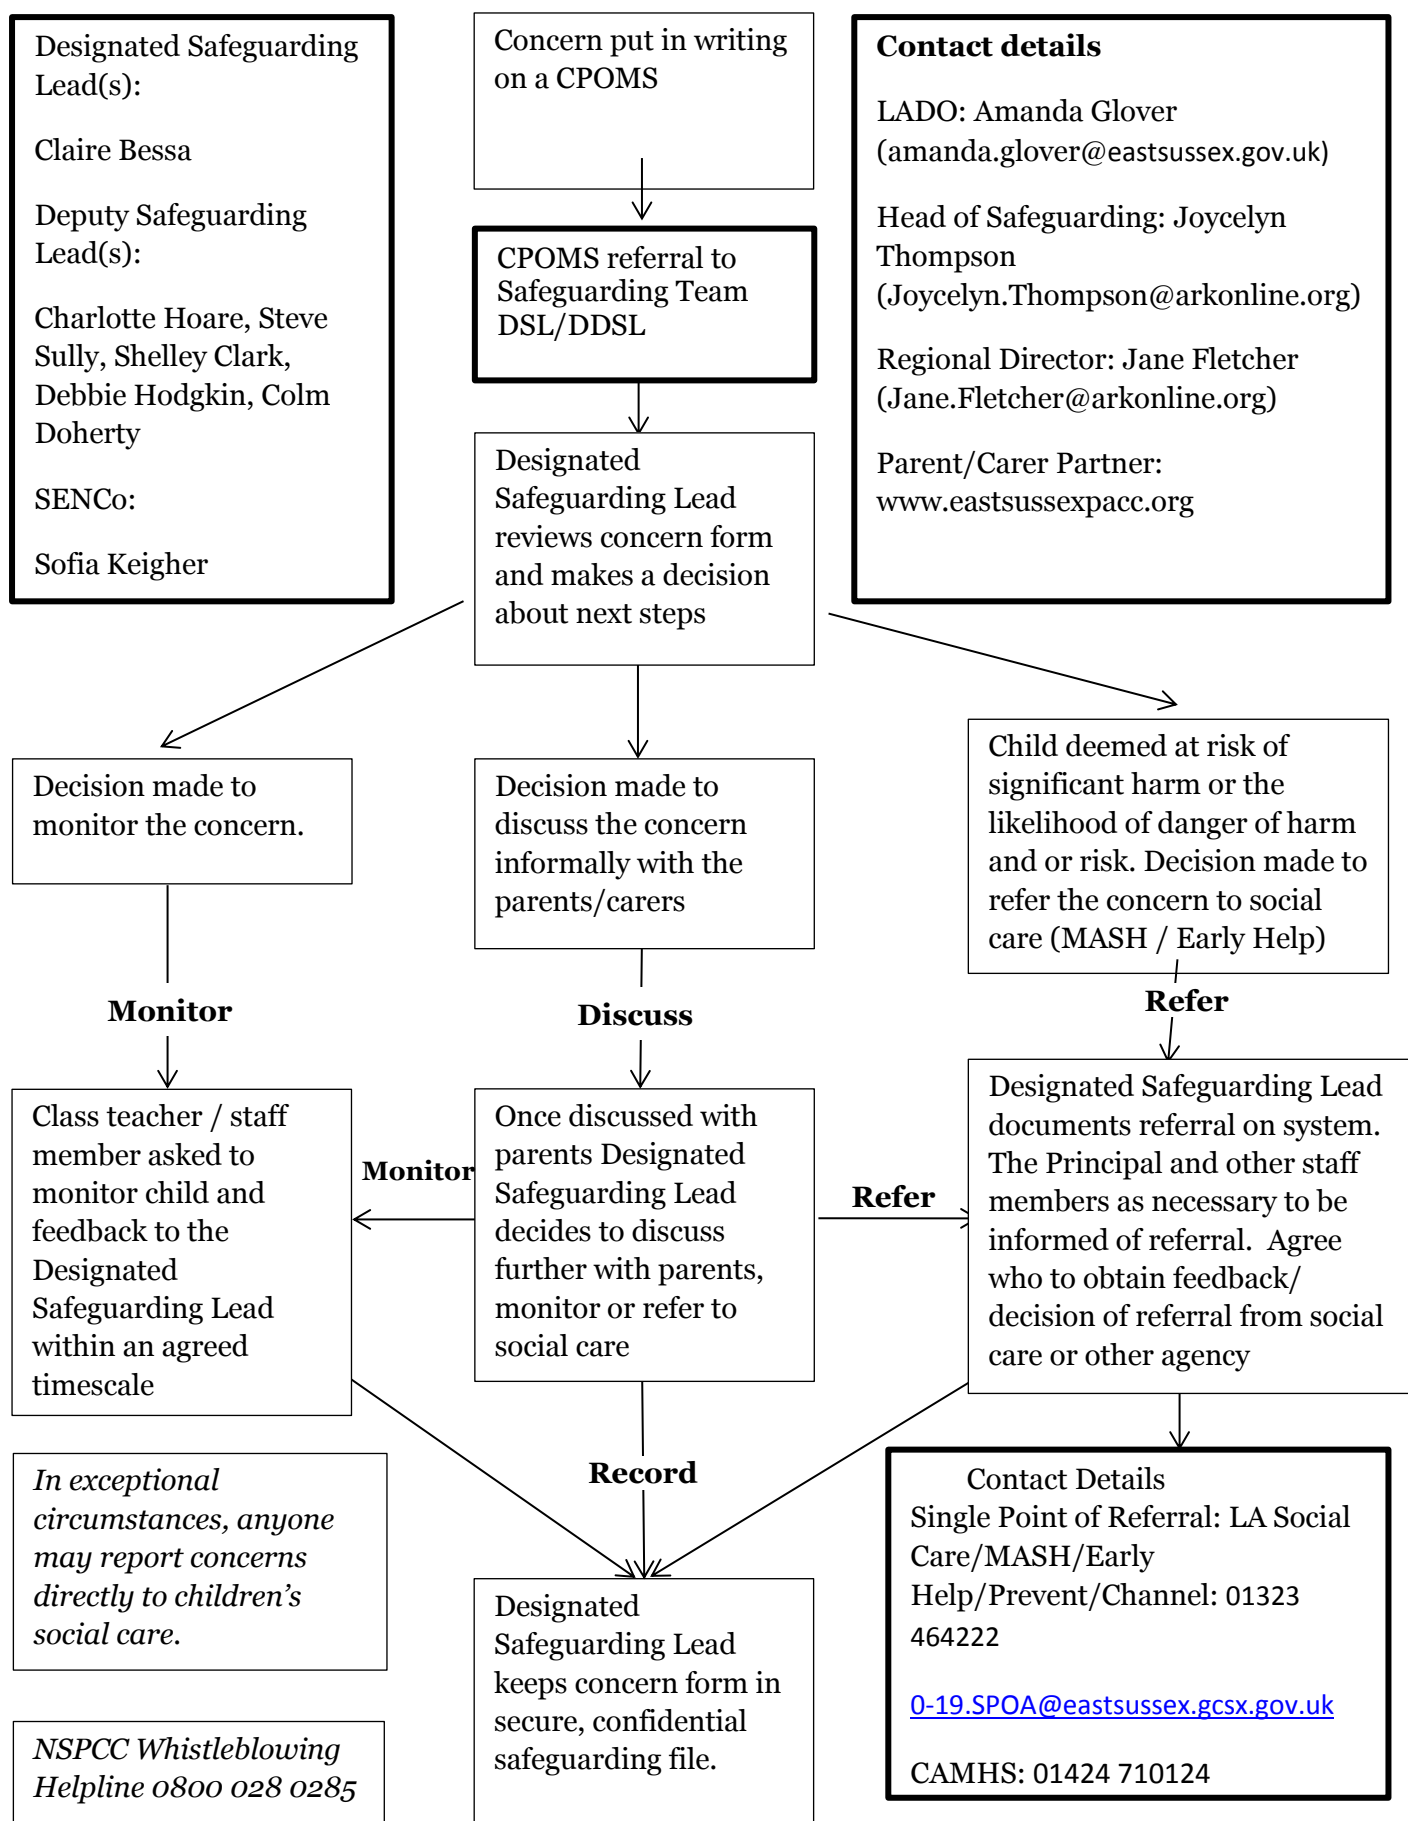 Designated Safeguarding
Lead(s):
Claire Bessa
Deputy Safeguarding
Lead(s):
Charlotte Hoare, Steve
Sully, Shelley Clark,
Debbie Hodgkin, Colm
Doherty
SENCo:
Sofia Keigher
Concern put in writing
on a CPOMS
Contact details
LADO: Amanda Glover
(amanda.glover@eastsussex.gov.uk)
Head of Safeguarding: Joycelyn
Thompson
(Joycelyn.Thompson@arkonline.org)
Regional Director: Jane Fletcher
(Jane.Fletcher@arkonline.org)
Parent/Carer Partner:
www.eastsussexpacc.org
CPOMS referral to
Safeguarding Team
DSL/DDSL
Designated
Safeguarding Lead
reviews concern form
and makes a decision
about next steps
Decision made to
monitor the concern.
Decision made to
discuss the concern
informally with the
parents/carers
Child deemed at risk of
significant harm or the
likelihood of danger of harm
and or risk. Decision made to
refer the concern to social
care (MASH / Early Help)
Monitor
Discuss
Refer
Class teacher / staff
member asked to
monitor child and
feedback to the
Designated
Safeguarding Lead
within an agreed
timescale
Monitor
Once discussed with
parents Designated
Safeguarding Lead
decides to discuss
further with parents,
monitor or refer to
social care
Refer
Designated Safeguarding Lead
documents referral on system.
The Principal and other staff
members as necessary to be
informed of referral. Agree
who to obtain feedback/
decision of referral from social
care or other agency
Record
In exceptional
circumstances, anyone
may report concerns
directly to children’s
social care.
NSPCC Whistleblowing
Helpline 0800 028 0285
Designated
Safeguarding Lead
keeps concern form in
secure, confidential
safeguarding file.
Contact Details
Single Point of Referral: LA Social
Care/MASH/Early
Help/Prevent/Channel: 01323
464222
0-19.SPOA@eastsussex.gcsx.gov.uk
CAMHS: 01424 710124